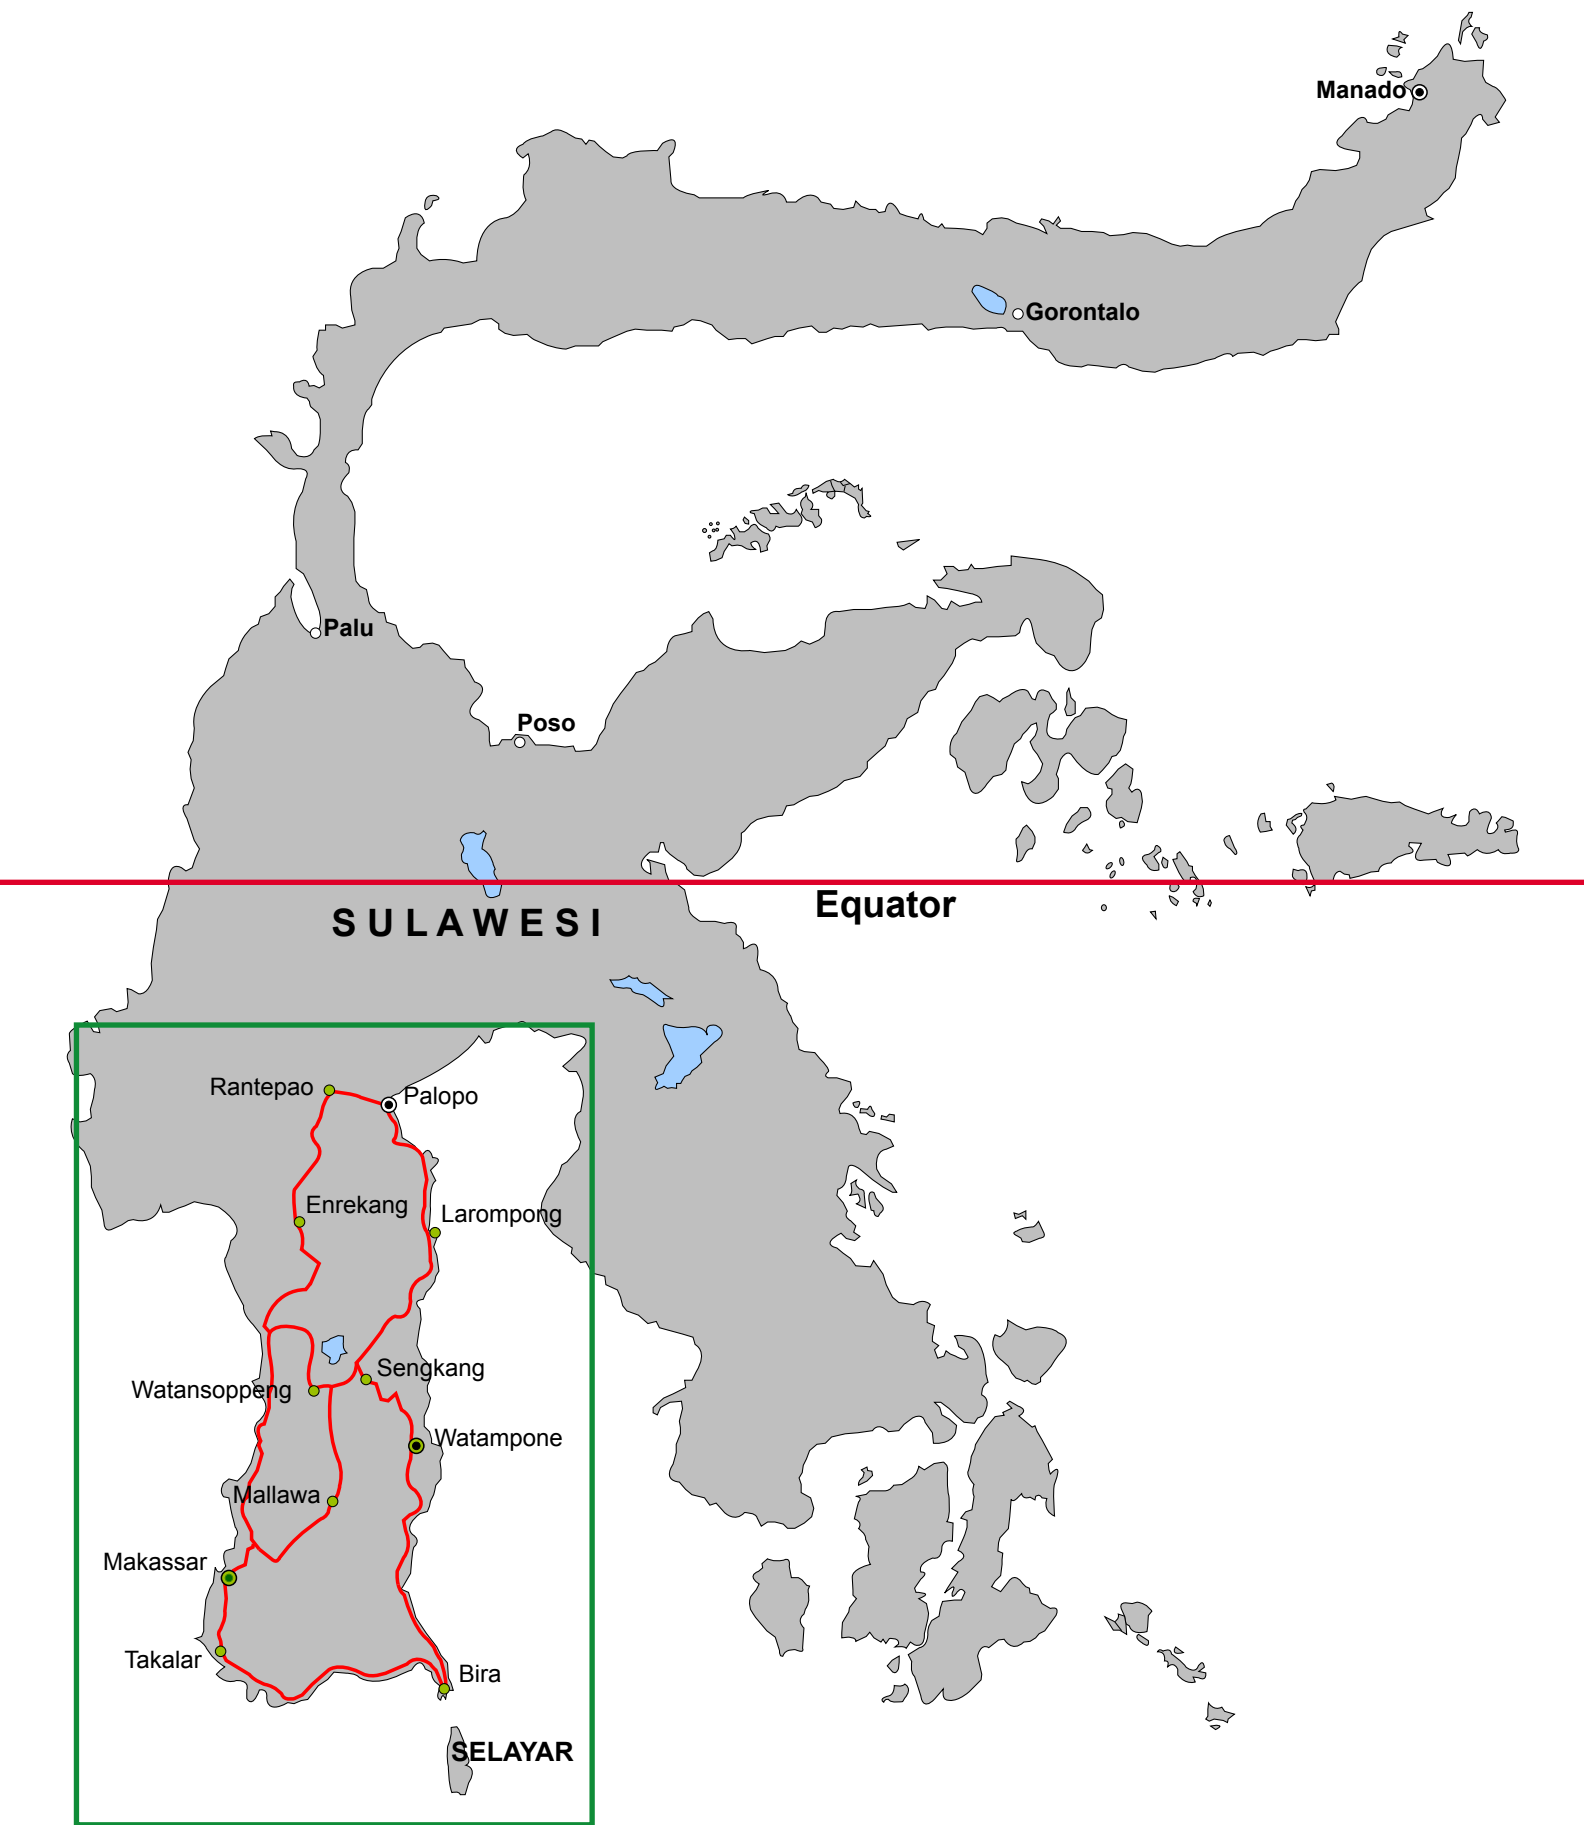 Manado
Gorontalo
Palu
Poso
Equator
SULAWESI
Rantepao
Palopo
Enrekang
Larompong
Sengkang
Watansoppeng
Watampone
Mallawa
Makassar
Takalar
Bira
SELAYAR